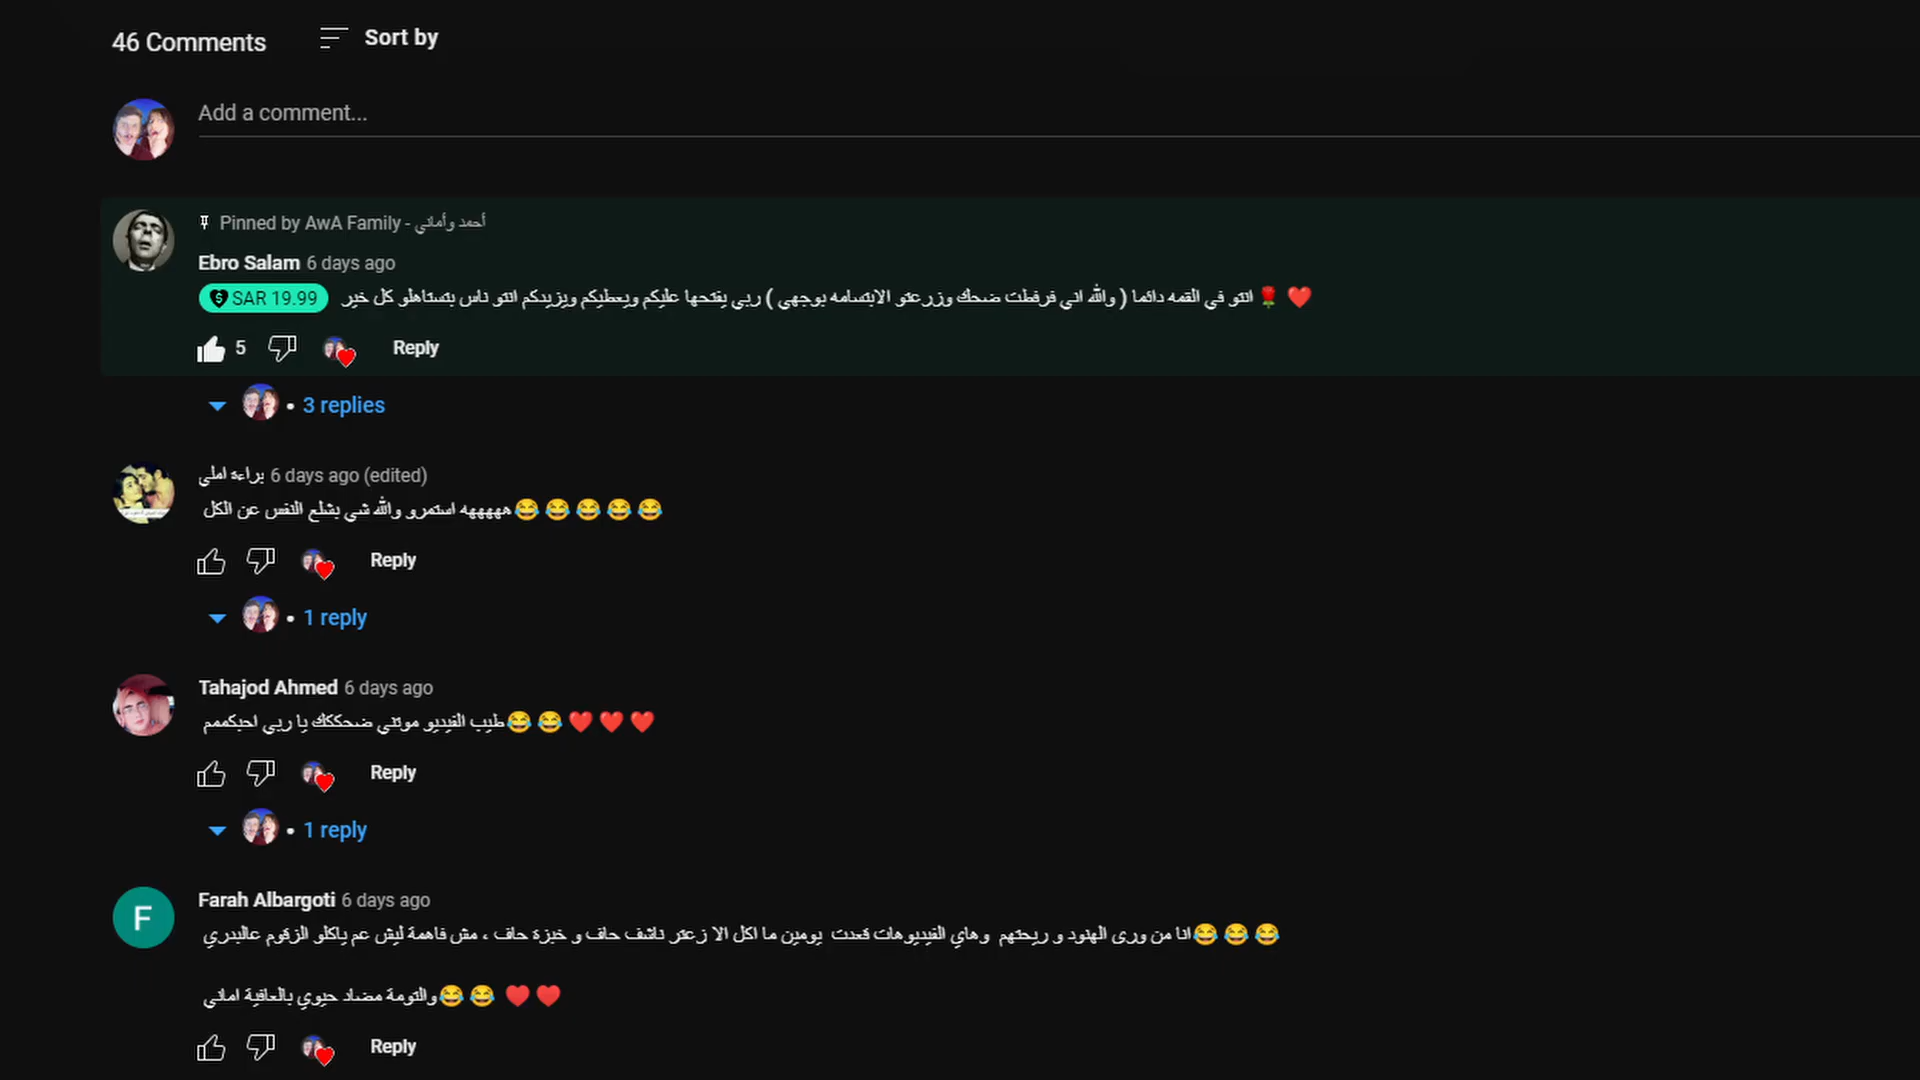 46 Comments
Sort by
Add a comment...
Pinned by AwA Family - أحمد وأماني
Ebro Salam 6 days ago
SAR 19.99 انتو في القمه دائما ( والله اني فرفطت ضحك وزرعتو الابتسامه بوجهي ) ربي يفتحها عليكم ويعطيكم ويزيدكم انتو ناس بتستاهلو كل خير 🌹 ❤️
5
Reply
3 replies
براءة املي 6 days ago (edited)
هههههه استمرو والله شي بشلع النفس عن الكل 😂 😂 😂 😂 😂
Reply
1 reply
Tahajod Ahmed 6 days ago
طيب الفيديو موتني ضحككك يا ربي احبكممم 😂 😂 ❤️ ❤️ ❤️
Reply
1 reply
F
Farah Albargoti 6 days ago
انا من ورى الهنود و ريحتهم وهاي الفيديوهات قعدت يومين ما اكل الا زعتر ناشف حاف و خبزة حاف ، مش فاهمة ليش عم ياكلو الزقوم عالبدري 😂 😂 😂
والتومة مضاد حيوي بالعافية اماني 😂 😂 ❤️ ❤️
Reply